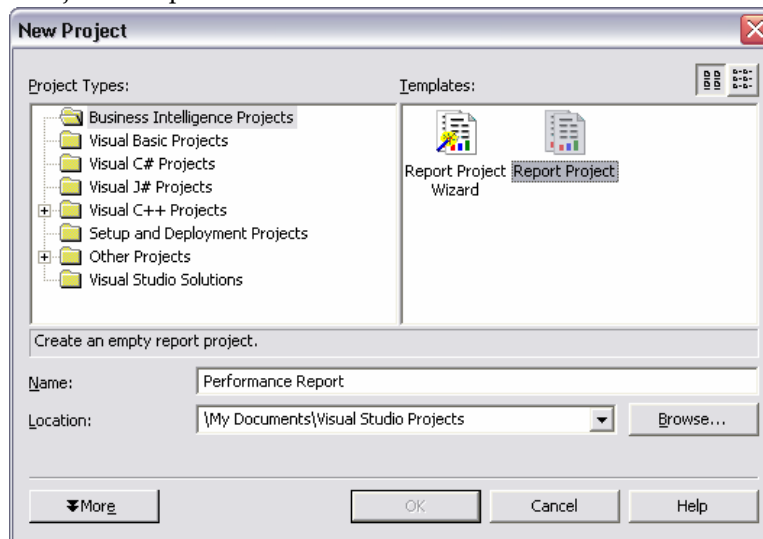 New Project
Project Types:
Templates:
Business Intelligence Projects
Visual Basic Projects
Visual C# Projects
Visual J# Projects
Visual C++ Projects
Setup and Deployment Projects
Other Projects
Visual Studio Solutions
Report Project Wizard
Report Project
Create an empty report project.
Name:
Performance Report
Location:
\My Documents\Visual Studio Projects
Browse...
More
OK
Cancel
Help